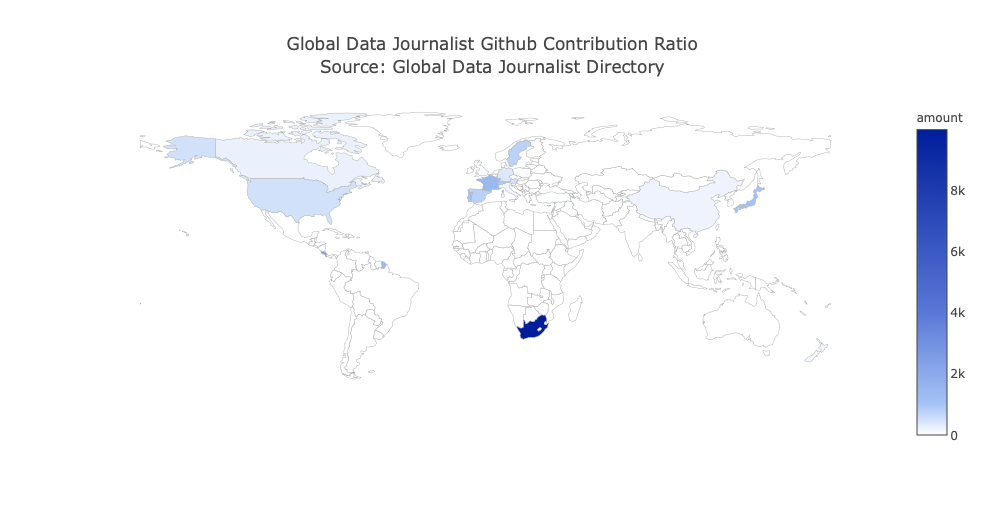 Global Data Journalist Github Contribution Ratio
Source: Global Data Journalist Directory
amount
8k
6k
4k
2k
0